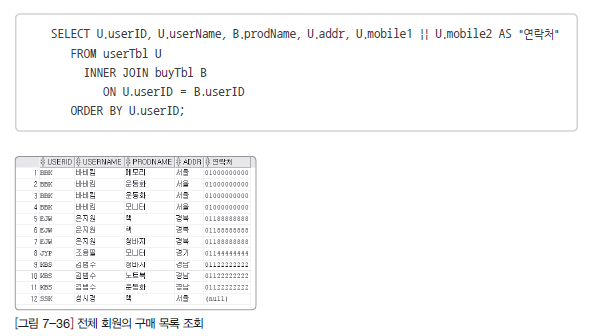 SELECT U.userID, U.userName, B.prodName, U.addr, U.mobile1 || U.mobile2 AS "연락처"
FROM userTbl U
INNER JOIN buyTbl B
ON U.userID = B.userID
ORDER BY U.userID;
USERID USERNAME PRODNAME ADDR 연락처
1 BBK 바비킴 메모리 서울 01000000000
2 BBK 바비킴 운동화 서울 01000000000
3 BBK 바비킴 운동화 서울 01000000000
4 BBK 바비킴 모니터 서울 01000000000
5 EJW 은지원 책 경북 01188888888
6 EJW 은지원 책 경북 01188888888
7 EJW 은지원 청바지 경북 01188888888
8 JYP 조용필 모니터 경기 01144444444
9 KBS 김범수 청바지 경남 01122222222
10 KBS 김범수 노트북 경남 01122222222
11 KBS 김범수 운동화 경남 01122222222
12 SSK 성시경 책 서울 (null)
[그림 7-36] 전체 회원의 구매 목록 조회